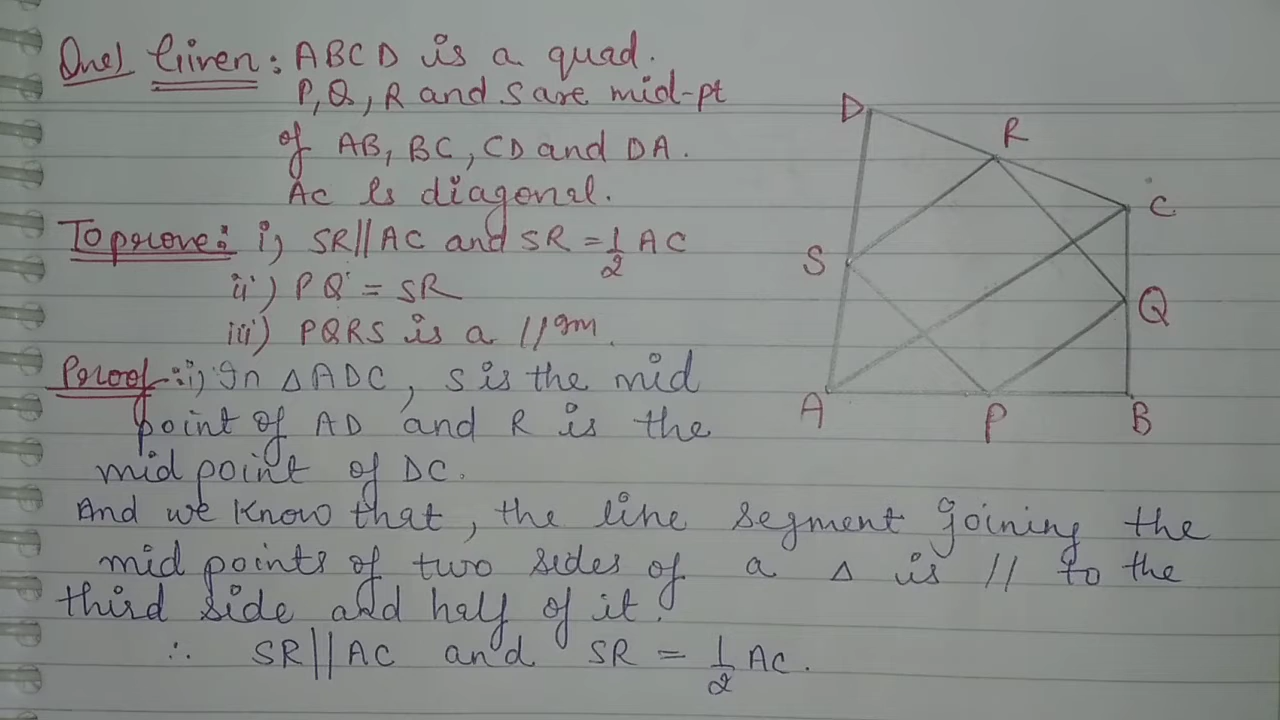 Que1 Given: ABCD is a quad.
P, Q, R and S are mid-pt
of AB, BC, CD and DA.
Ac is diagonal.
To prove: i) SR//AC and SR = 1/2 AC
ii) PQ = SR
iii) PQRS is a //gm.
Proof :- i) In △ADC, S is the mid
point of AD and R is the
mid point of DC.
And we know that, the line segment joining the
mid points of two sides of a △ is // to the
third side and half of it.
∴ SR||AC and SR = 1/2 AC.
D
R
C
S
Q
A
P
B